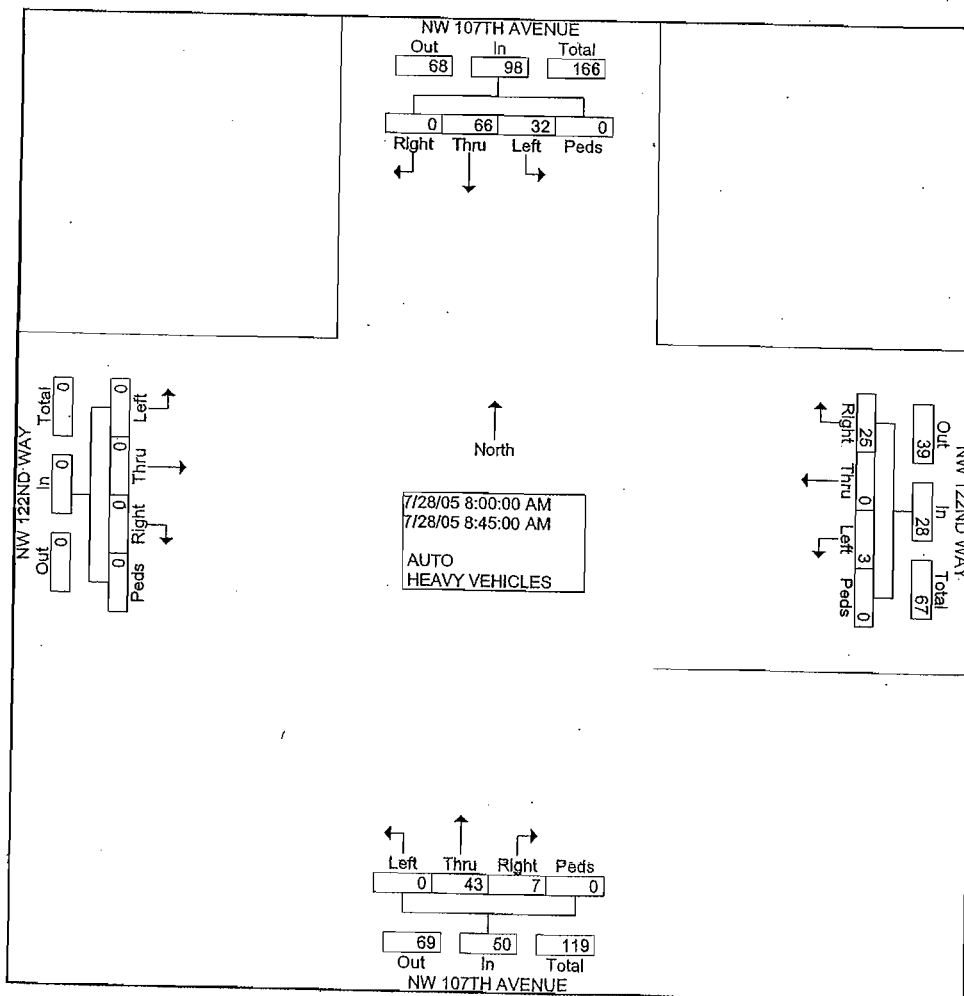 NW 107TH AVENUE
Out In Total
68 98 166
0 66 32 0
Right Thru Left Peds
NW 122ND WAY
Total In Out
0 0 0
0 0 0 0
Left Thru Right Peds
North
7/28/05 8:00:00 AM
7/28/05 8:45:00 AM
AUTO
HEAVY VEHICLES
NW 122ND WAY
Out In Total
39 28 67
25 0 3 0
Right Thru Left Peds
Left Thru Right Peds
0 43 7 0
69 50 119
Out In Total
NW 107TH AVENUE